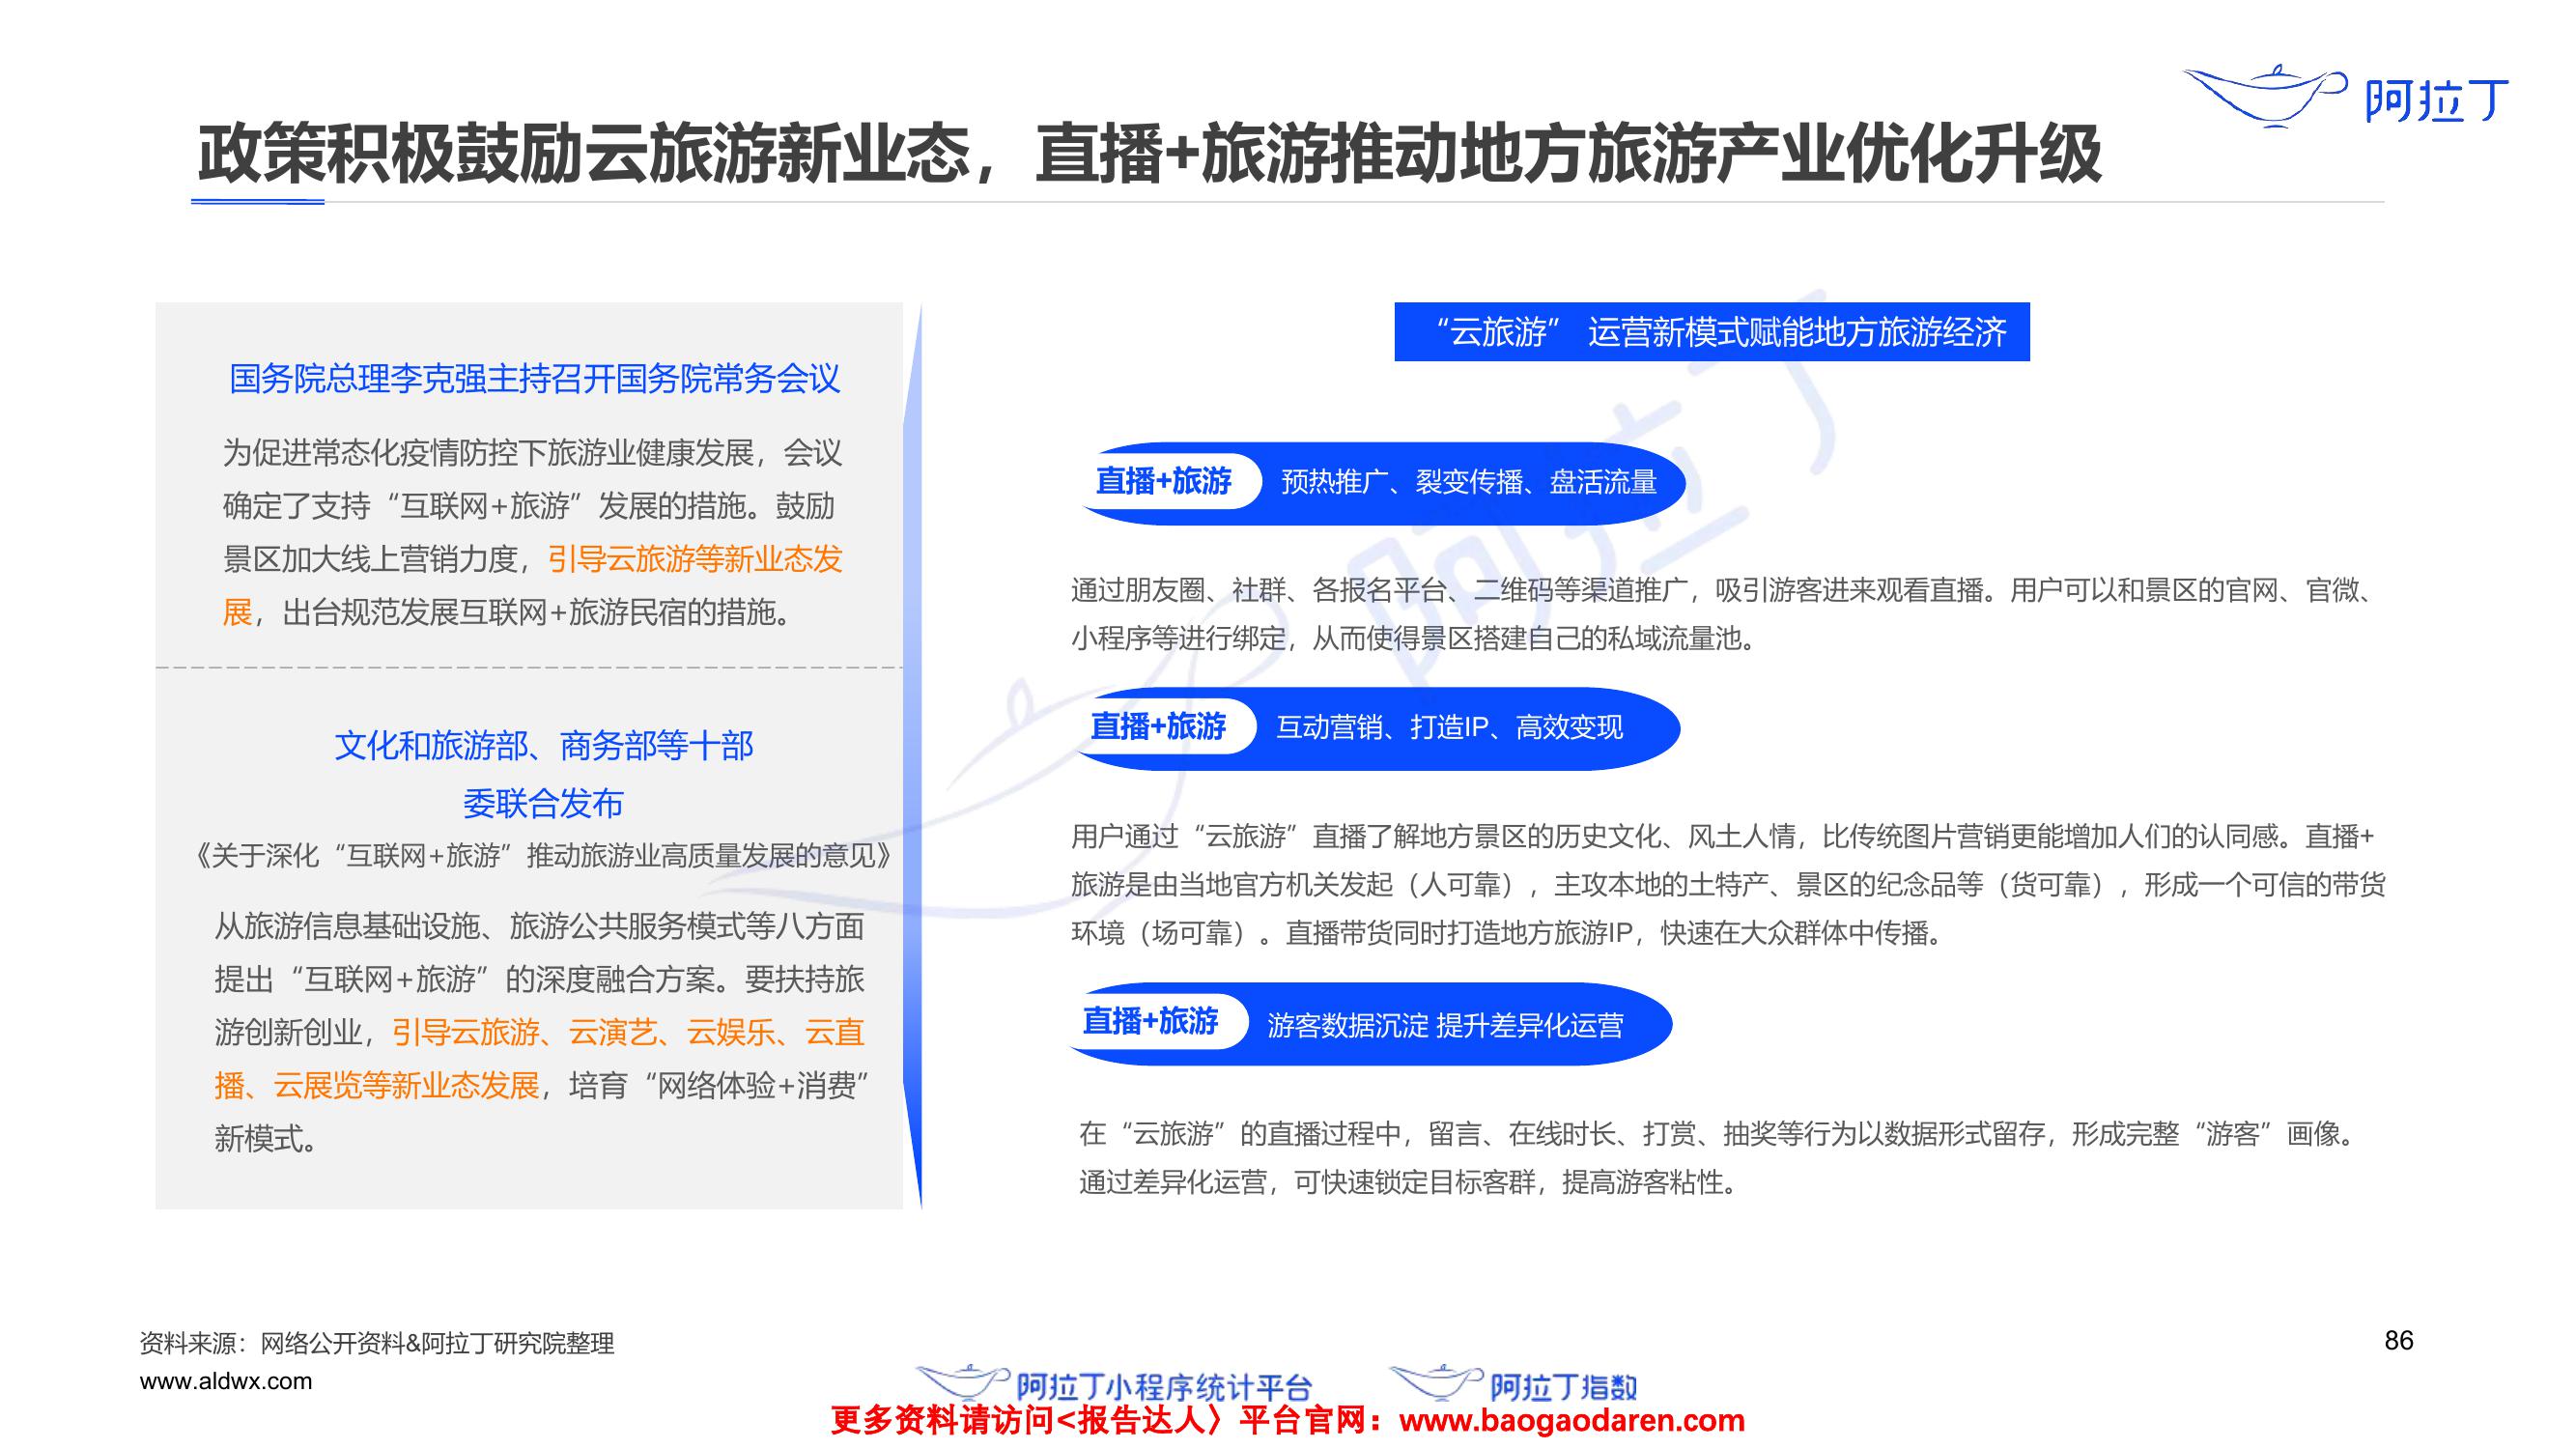 阿拉丁
政策积极鼓励云旅游新业态，直播+旅游推动地方旅游产业优化升级
国务院总理李克强主持召开国务院常务会议
为促进常态化疫情防控下旅游业健康发展，会议
确定了支持“互联网+旅游”发展的措施。鼓励
景区加大线上营销力度，引导云旅游等新业态发
展，出台规范发展互联网+旅游民宿的措施。
文化和旅游部、商务部等十部
委联合发布
《关于深化“互联网+旅游”推动旅游业高质量发展的意见》
从旅游信息基础设施、旅游公共服务模式等八方面
提出“互联网+旅游”的深度融合方案。要扶持旅
游创新创业，引导云旅游、云演艺、云娱乐、云直
播、云展览等新业态发展，培育“网络体验+消费”
新模式。
“云旅游” 运营新模式赋能地方旅游经济
直播+旅游 预热推广、裂变传播、盘活流量
通过朋友圈、社群、各报名平台、二维码等渠道推广，吸引游客进来观看直播。用户可以和景区的官网、官微、
小程序等进行绑定，从而使得景区搭建自己的私域流量池。
直播+旅游 互动营销、打造IP、高效变现
用户通过“云旅游”直播了解地方景区的历史文化、风土人情，比传统图片营销更能增加人们的认同感。直播+
旅游是由当地官方机关发起（人可靠），主攻本地的土特产、景区的纪念品等（货可靠），形成一个可信的带货
环境（场可靠）。直播带货同时打造地方旅游IP，快速在大众群体中传播。
直播+旅游 游客数据沉淀 提升差异化运营
在“云旅游”的直播过程中，留言、在线时长、打赏、抽奖等行为以数据形式留存，形成完整“游客”画像。
通过差异化运营，可快速锁定目标客群，提高游客粘性。
阿拉丁
资料来源：网络公开资料&阿拉丁研究院整理
www.aldwx.com
86
阿拉丁小程序统计平台 阿拉丁指数
更多资料请访问<报告达人〉平台官网：www.baogaodaren.com